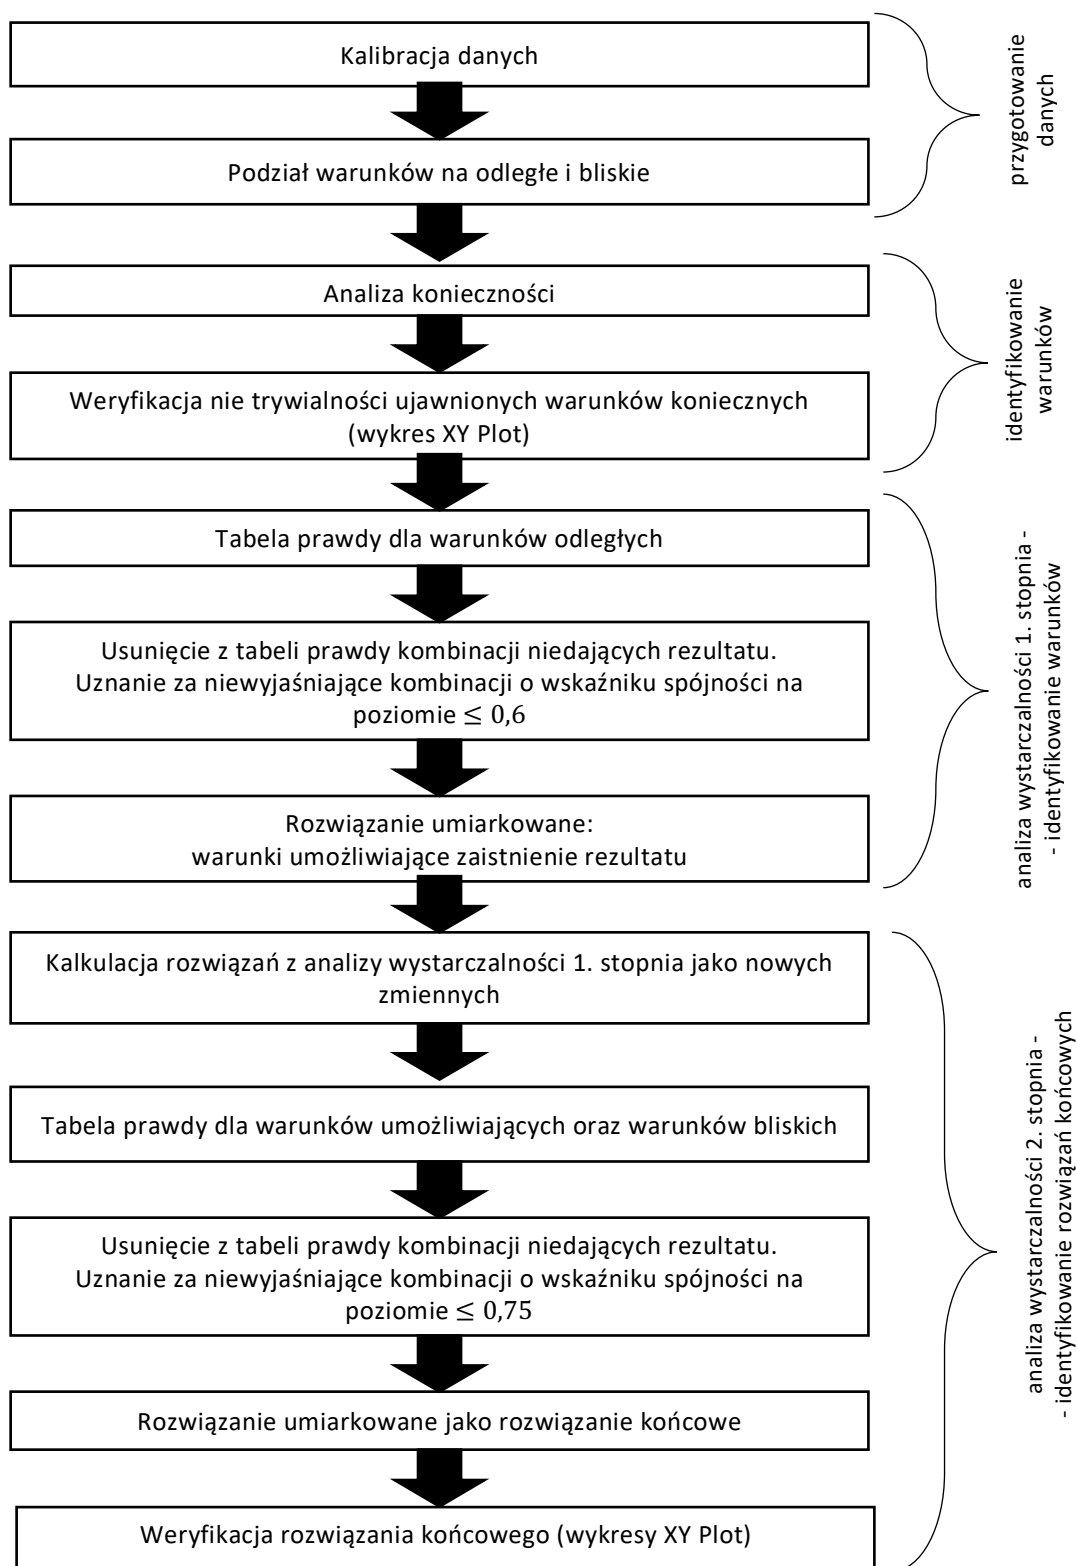 Kalibracja danych
Podział warunków na odległe i bliskie
przygotowanie
danych
Analiza konieczności
Weryfikacja nie trywialności ujawnionych warunków koniecznych
(wykres XY Plot)
identyfikowanie
warunków
Tabela prawdy dla warunków odległych
Usunięcie z tabeli prawdy kombinacji niedających rezultatu.
Uznanie za niewyjaśniające kombinacji o wskaźniku spójności na
poziomie ≤ 0,6
Rozwiązanie umiarkowane:
warunki umożliwiające zaistnienie rezultatu
analiza wystarczalności 1. stopnia -
- identyfikowanie warunków
Kalkulacja rozwiązań z analizy wystarczalności 1. stopnia jako nowych
zmiennych
Tabela prawdy dla warunków umożliwiających oraz warunków bliskich
Usunięcie z tabeli prawdy kombinacji niedających rezultatu.
Uznanie za niewyjaśniające kombinacji o wskaźniku spójności na
poziomie ≤ 0,75
Rozwiązanie umiarkowane jako rozwiązanie końcowe
Weryfikacja rozwiązania końcowego (wykresy XY Plot)
analiza wystarczalności 2. stopnia -
- identyfikowanie rozwiązań końcowych